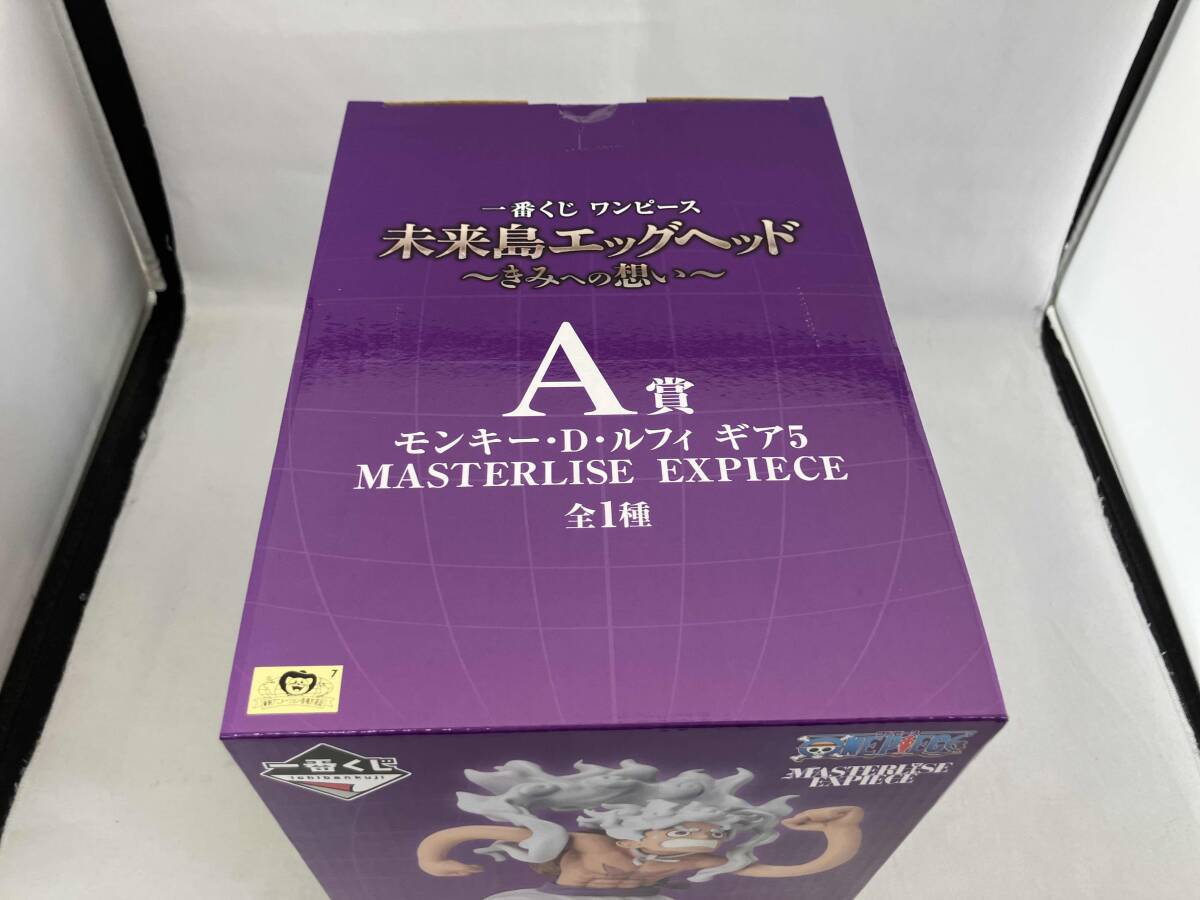 一番くじ ワンピース
未来島エッグヘッド
～きみへの想い～
A賞
モンキー・D・ルフィ ギア5
MASTERLISE EXPIECE
全1種
7
一番くじ
ichibankuji
ONE PIECE
MASTERLISE
EXPIECE